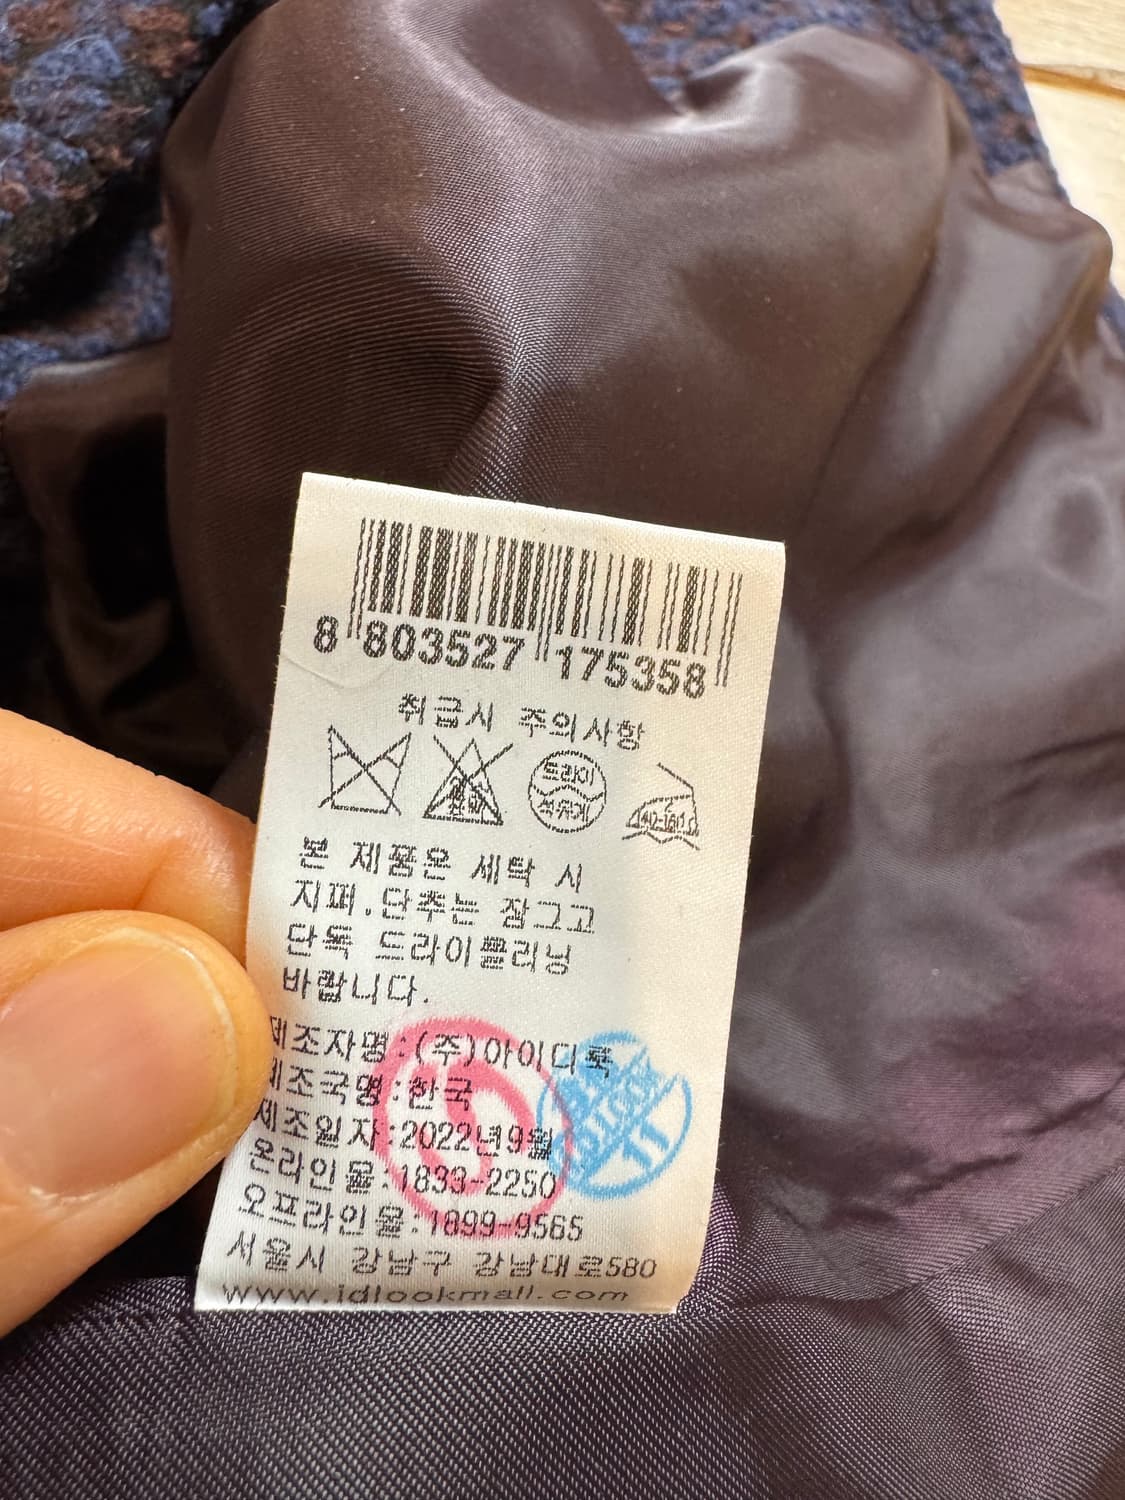 8 803527 175358
취급시 주의사항
드라이
석유계
140-160℃
본 제품은 세탁 시
지퍼.단추는 잠그고
단독 드라이클리닝
바랍니다.
제조자명:(주)아이디룩
제조국명:한국
제조일자:2022년9월
온라인몰:1833-2250
오프라인몰:1899-9565
서울시 강남구 강남대로580
www.idlookmall.com